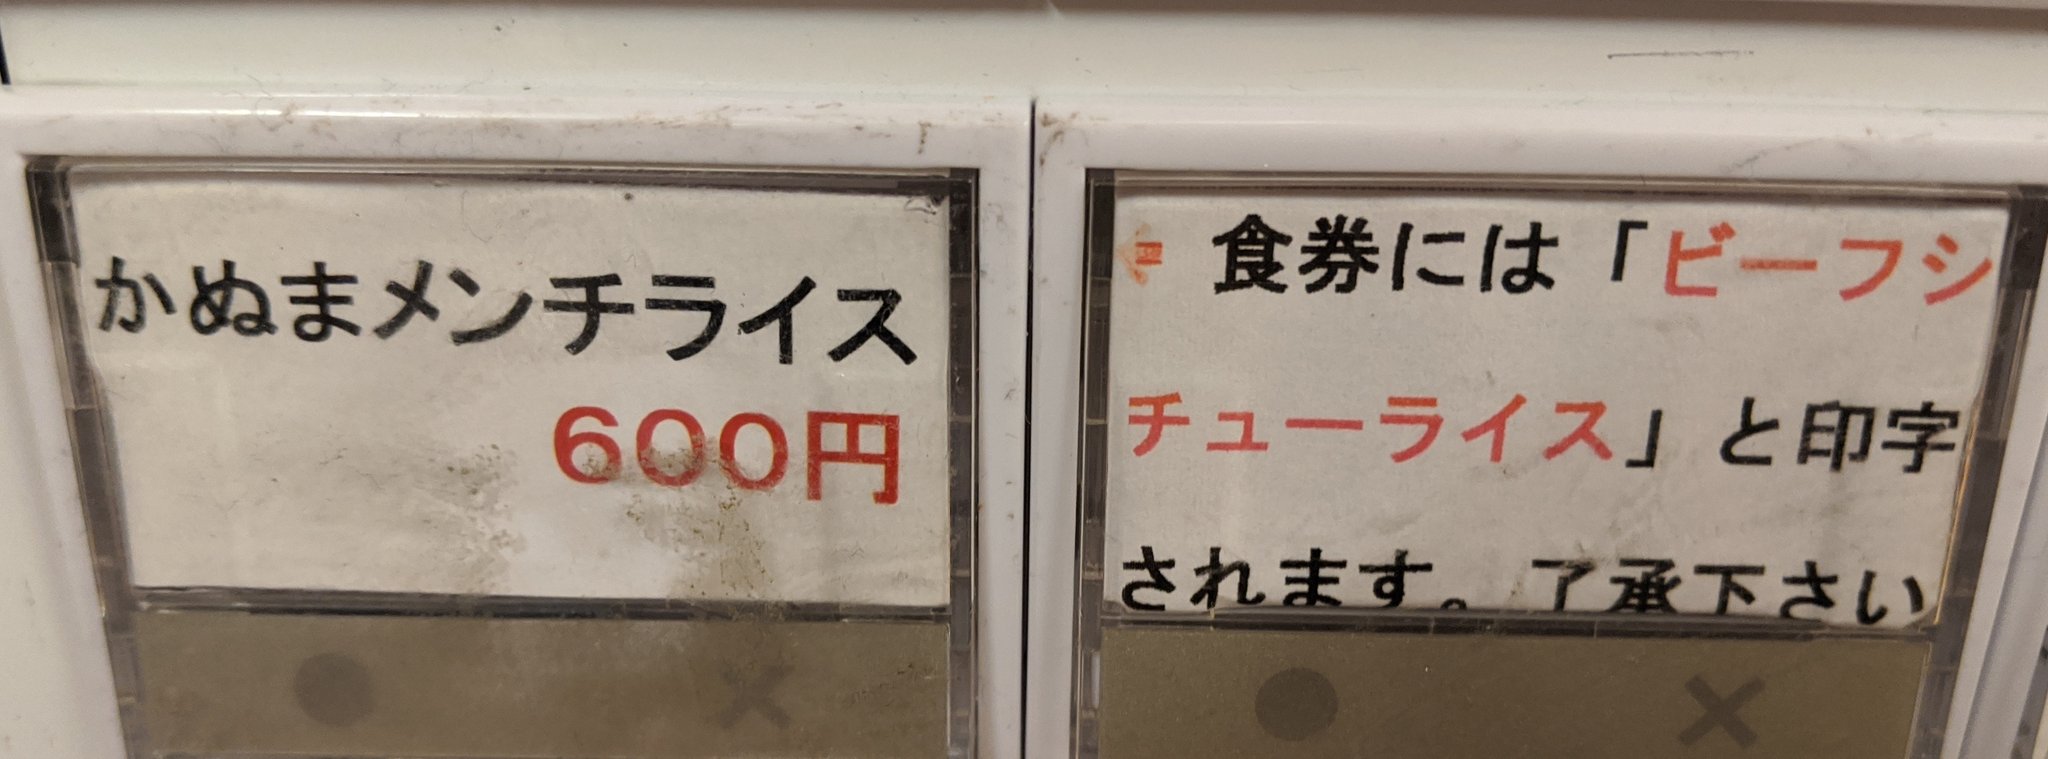 かぬまメンチライス
600円
⇦ 食券には「ビーフシ
チューライス」と印字
されます。了承下さい
● ×
● ×